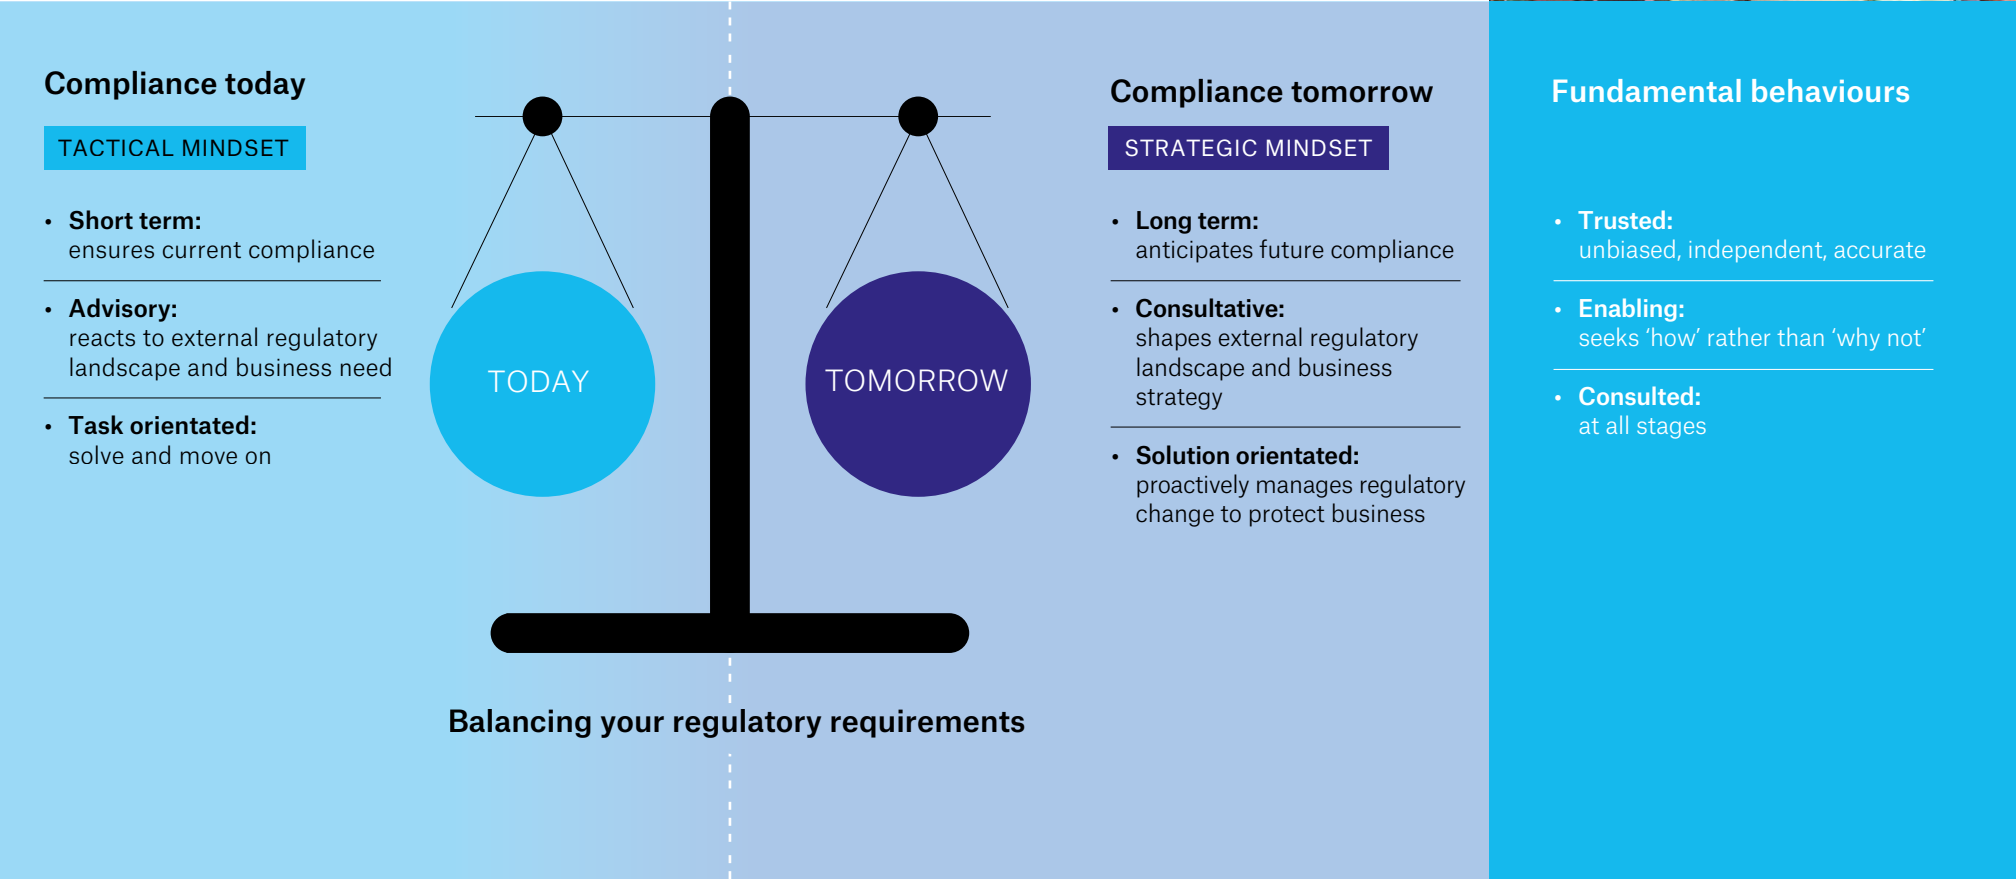 Compliance today
TACTICAL MINDSET
• Short term:
ensures current compliance
• Advisory:
reacts to external regulatory
landscape and business need
• Task orientated:
solve and move on
TODAY
TOMORROW
Balancing your regulatory requirements
Compliance tomorrow
STRATEGIC MINDSET
• Long term:
anticipates future compliance
• Consultative:
shapes external regulatory
landscape and business
strategy
• Solution orientated:
proactively manages regulatory
change to protect business
Fundamental behaviours
• Trusted:
unbiased, independent, accurate
• Enabling:
seeks ‘how’ rather than ‘why not’
• Consulted:
at all stages